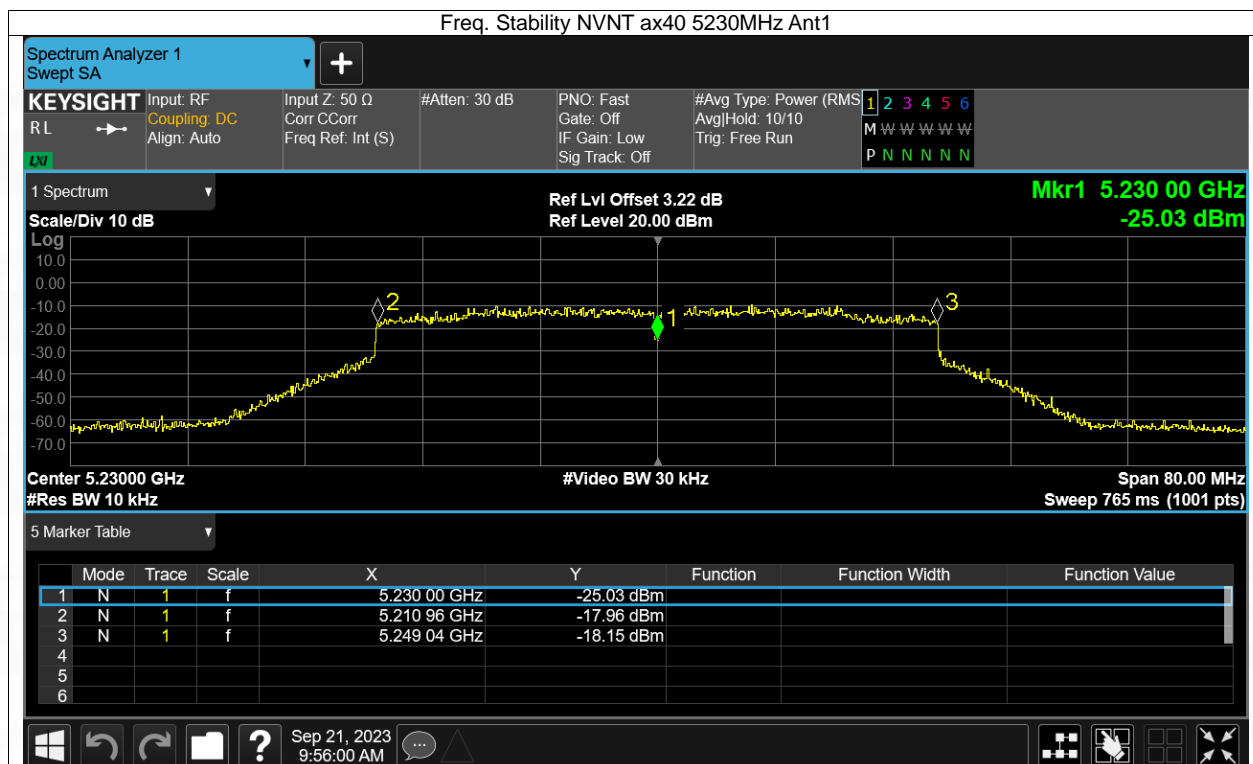 Freq. Stability NVNT ax40 5230MHz Ant1
Spectrum Analyzer 1
Swept SA
KEYSIGHT
RL
LXI
Input: RF
Coupling: DC
Align: Auto
Input Z: 50 Ω
Corr CCorr
Freq Ref: Int (S)
#Atten: 30 dB
PNO: Fast
Gate: Off
IF Gain: Low
Sig Track: Off
#Avg Type: Power (RMS
Avg|Hold: 10/10
Trig: Free Run
1 2 3 4 5 6
M W W W W W
P N N N N N
1 Spectrum
Scale/Div 10 dB
Ref Lvl Offset 3.22 dB
Ref Level 20.00 dBm
Mkr1 5.230 00 GHz
-25.03 dBm
Log
10.0
0.00
-10.0
-20.0
-30.0
-40.0
-50.0
-60.0
-70.0
2
1
3
Center 5.23000 GHz
#Res BW 10 kHz
#Video BW 30 kHz
Span 80.00 MHz
Sweep 765 ms (1001 pts)
5 Marker Table
Mode Trace Scale X Y Function Function Width Function Value
1 N 1 f 5.230 00 GHz -25.03 dBm
2 N 1 f 5.210 96 GHz -17.96 dBm
3 N 1 f 5.249 04 GHz -18.15 dBm
4
5
6
?
Sep 21, 2023
9:56:00 AM